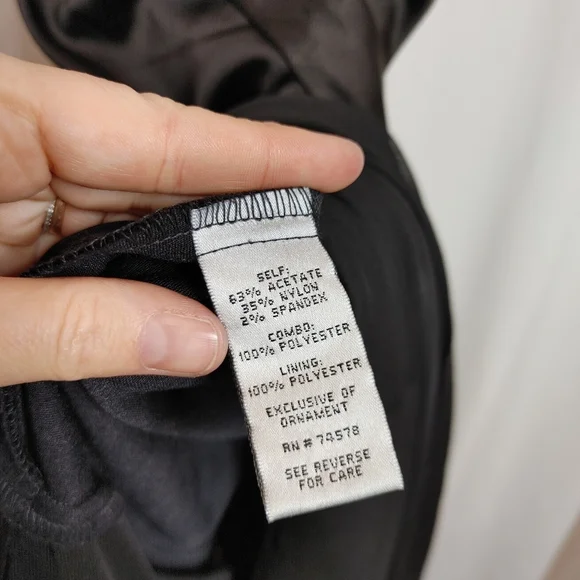 SELF:
63% ACETATE
35% NYLON
2% SPANDEX
COMBO:
100% POLYESTER
LINING:
100% POLYESTER
EXCLUSIVE OF
ORNAMENT
RN # 74578
SEE REVERSE
FOR CARE